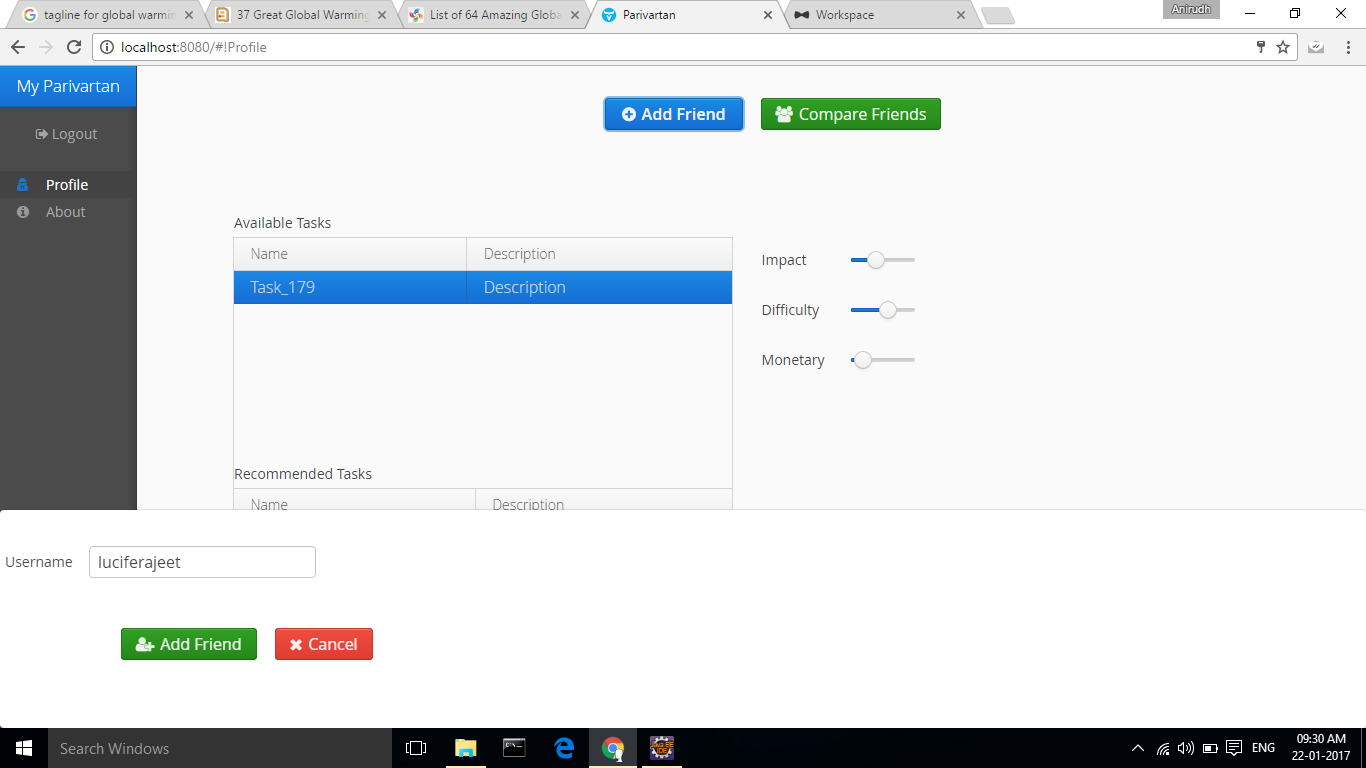 tagline for global warmin
37 Great Global Warming
List of 64 Amazing Globa
Parivartan
Workspace
Anirudh
localhost:8080/#!Profile
My Parivartan
Logout
Profile
About
Add Friend
Compare Friends
Available Tasks
Name Description
Task_179 Description
Impact
Difficulty
Monetary
Recommended Tasks
Name Description
Username luciferajeet
Add Friend
Cancel
Search Windows
ENG
09:30 AM
22-01-2017